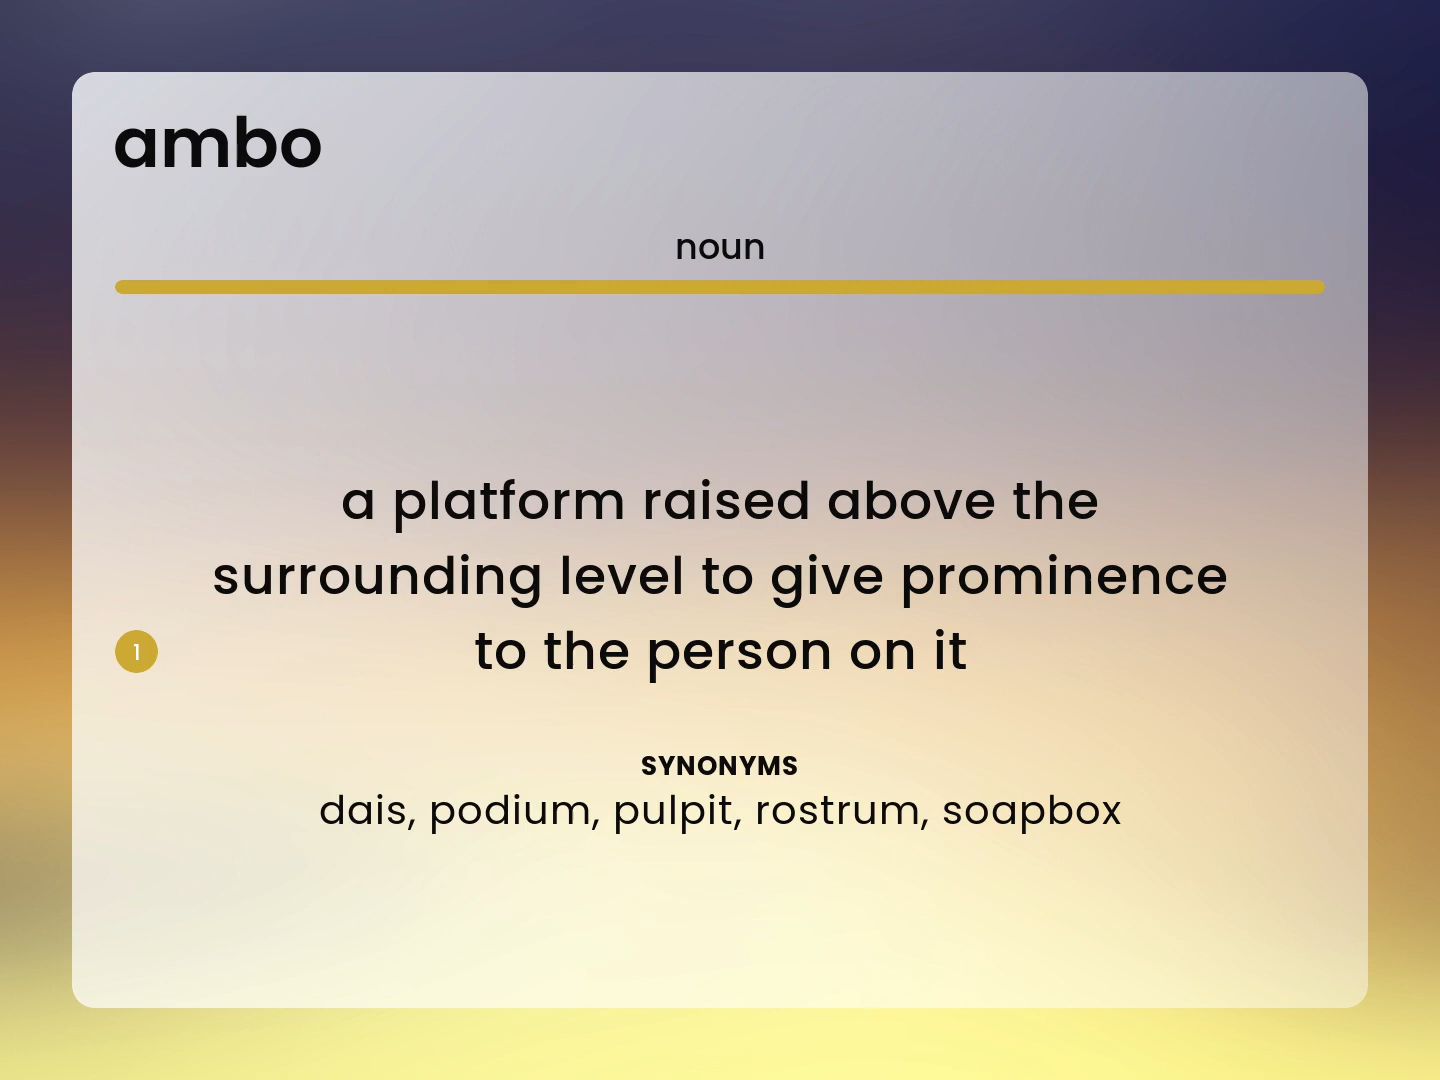 ambo
noun
a platform raised above the
surrounding level to give prominence
to the person on it
1
SYNONYMS
dais, podium, pulpit, rostrum, soapbox